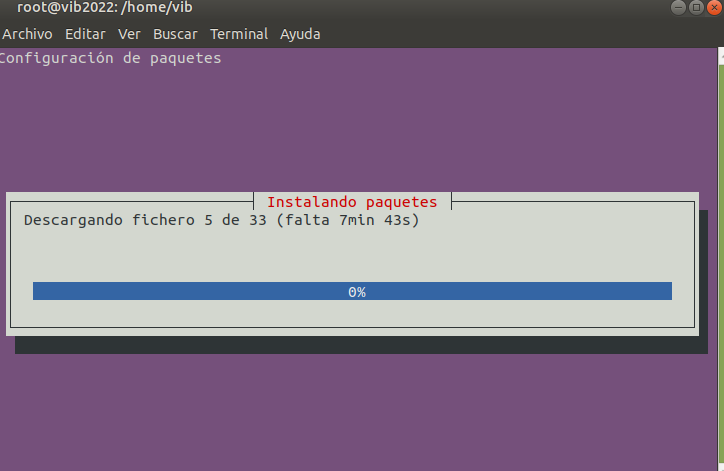 root@vib2022: /home/vib
Archivo Editar Ver Buscar Terminal Ayuda
Configuración de paquetes
Instalando paquetes
Descargando fichero 5 de 33 (falta 7min 43s)
0%